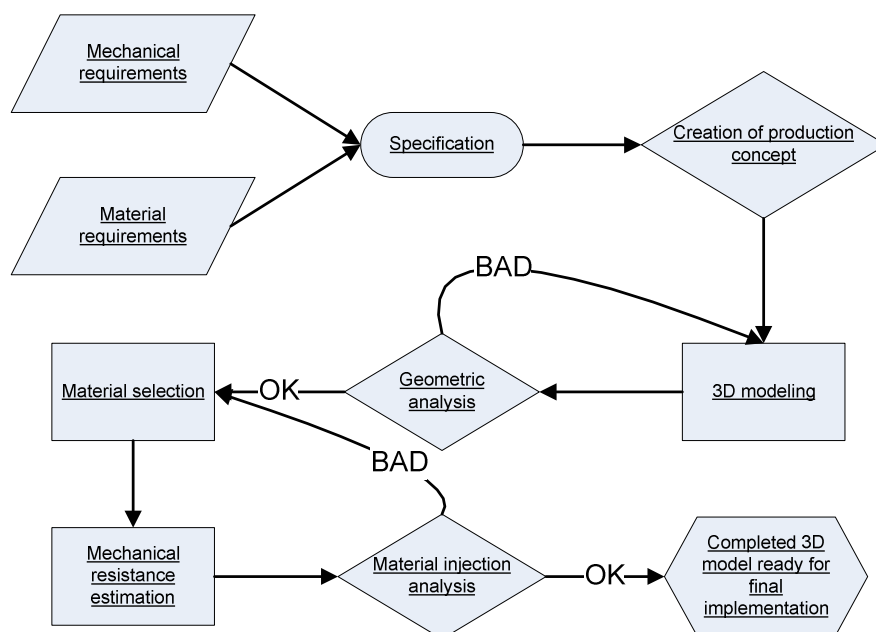 Mechanical
requirements
Specification
Creation of production
concept
Material
requirements
BAD
Material selection
OK
Geometric
analysis
3D modeling
BAD
Mechanical
resistance
estimation
Material injection
analysis
OK
Completed 3D
model ready for
final
implementation